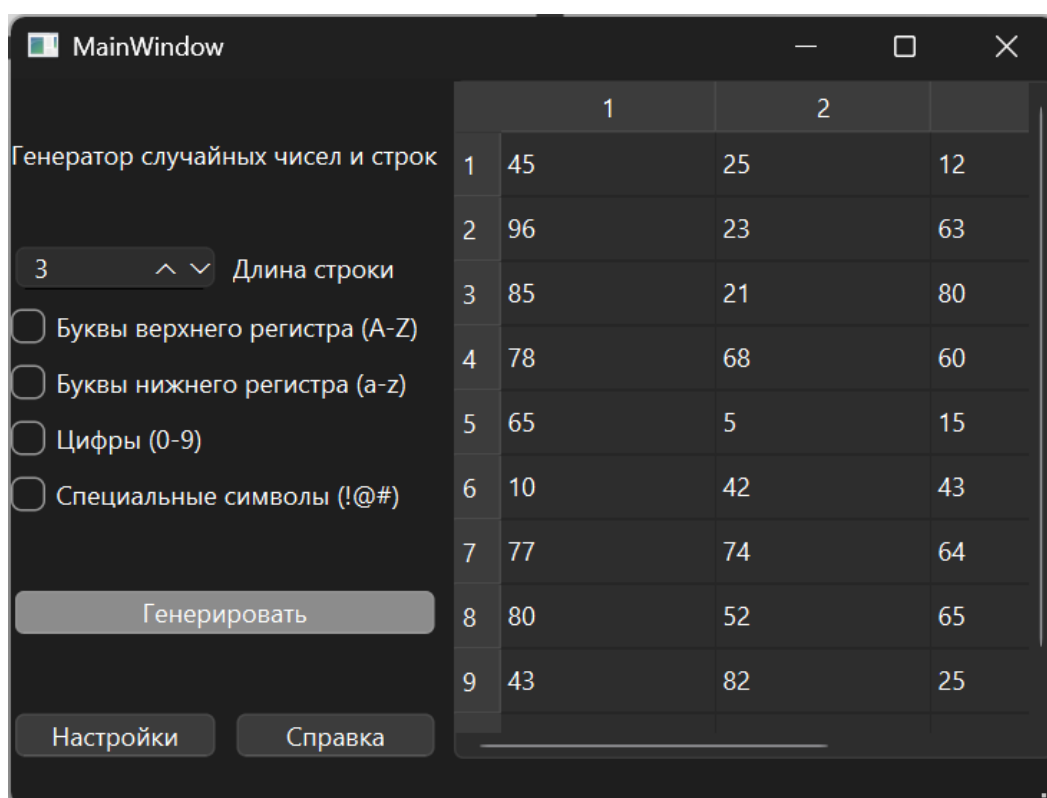 MainWindow
Генератор случайных чисел и строк
3 Длина строки
Буквы верхнего регистра (A-Z)
Буквы нижнего регистра (a-z)
Цифры (0-9)
Специальные символы (!@#)
Генерировать
Настройки Справка
1 2
1 45 25 12
2 96 23 63
3 85 21 80
4 78 68 60
5 65 5 15
6 10 42 43
7 77 74 64
8 80 52 65
9 43 82 25